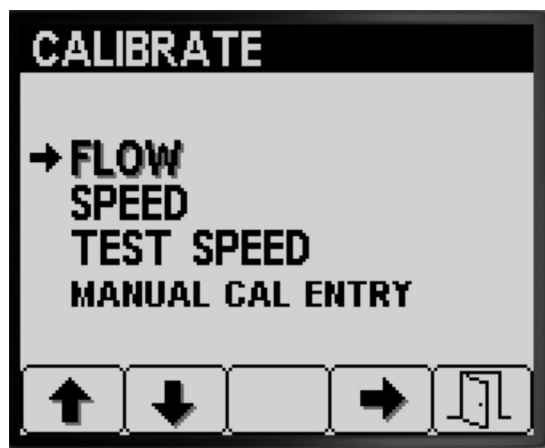 CALIBRATE
FLOW
SPEED
TEST SPEED
MANUAL CAL ENTRY